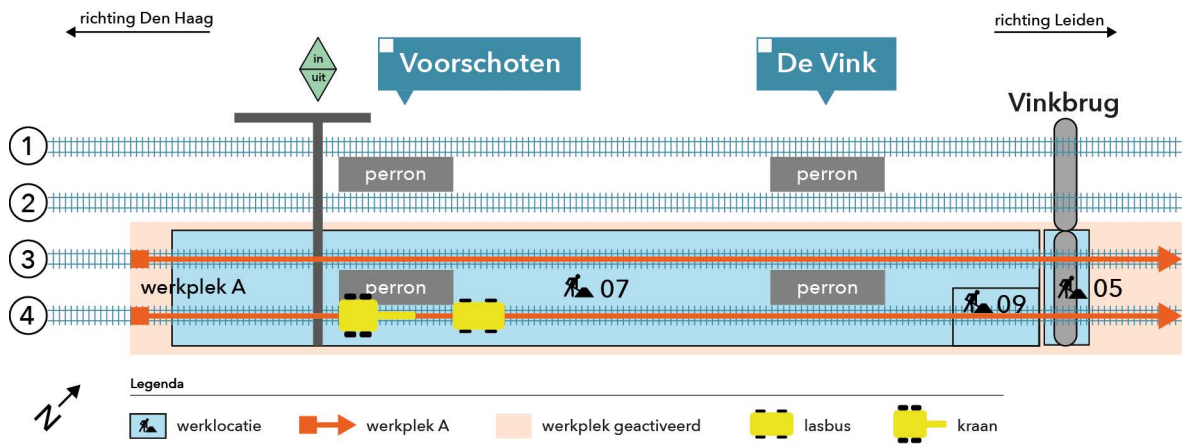 richting Den Haag
richting Leiden
in
uit
Voorschoten
De Vink
Vinkbrug
1
perron
perron
2
3
werkplek A
perron
07
perron
05
4
09
N
Legenda
werklocatie
werkplek A
werkplek geactiveerd
lasbus
kraan